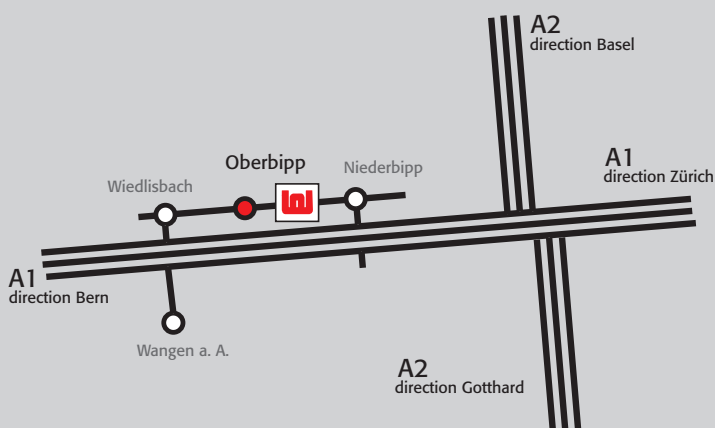 A2
direction Basel
A1
direction Zürich
Oberbipp
Niederbipp
Wiedlisbach
A1
direction Bern
Wangen a. A.
A2
direction Gotthard